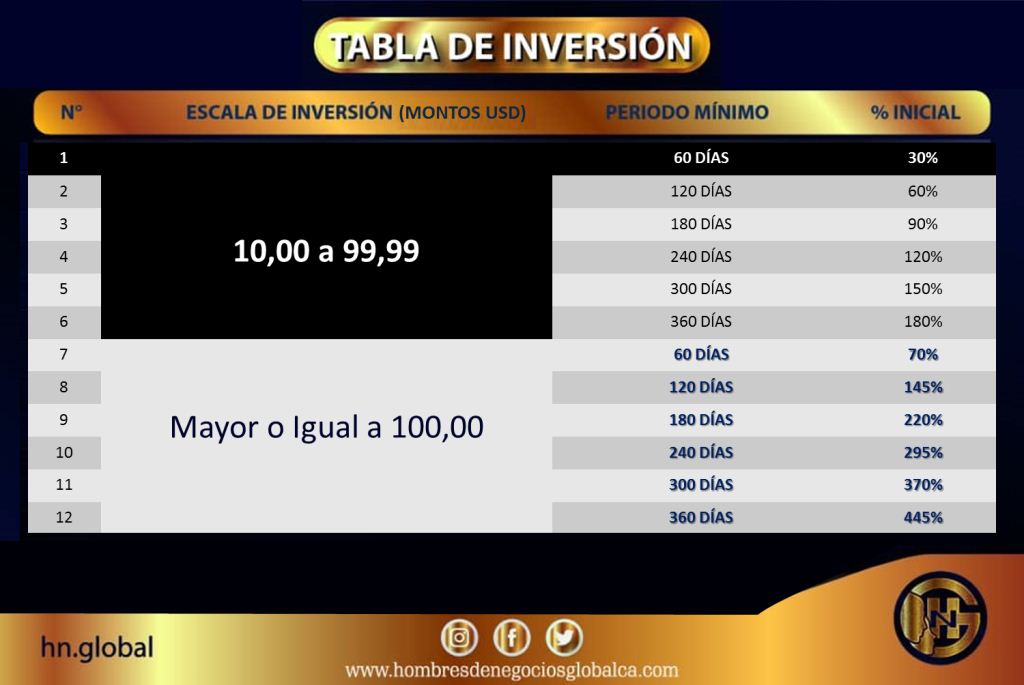 TABLA DE INVERSIÓN
N° ESCALA DE INVERSIÓN (MONTOS USD) PERIODO MÍNIMO % INICIAL
1 60 DÍAS 30%
2 120 DÍAS 60%
3 180 DÍAS 90%
10,00 a 99,99
4 240 DÍAS 120%
5 300 DÍAS 150%
6 360 DÍAS 180%
7 60 DÍAS 70%
8 120 DÍAS 145%
9 180 DÍAS 220%
Mayor o Igual a 100,00
10 240 DÍAS 295%
11 300 DÍAS 370%
12 360 DÍAS 445%
hn.global
www.hombresdenegociosglobalca.com
HNG